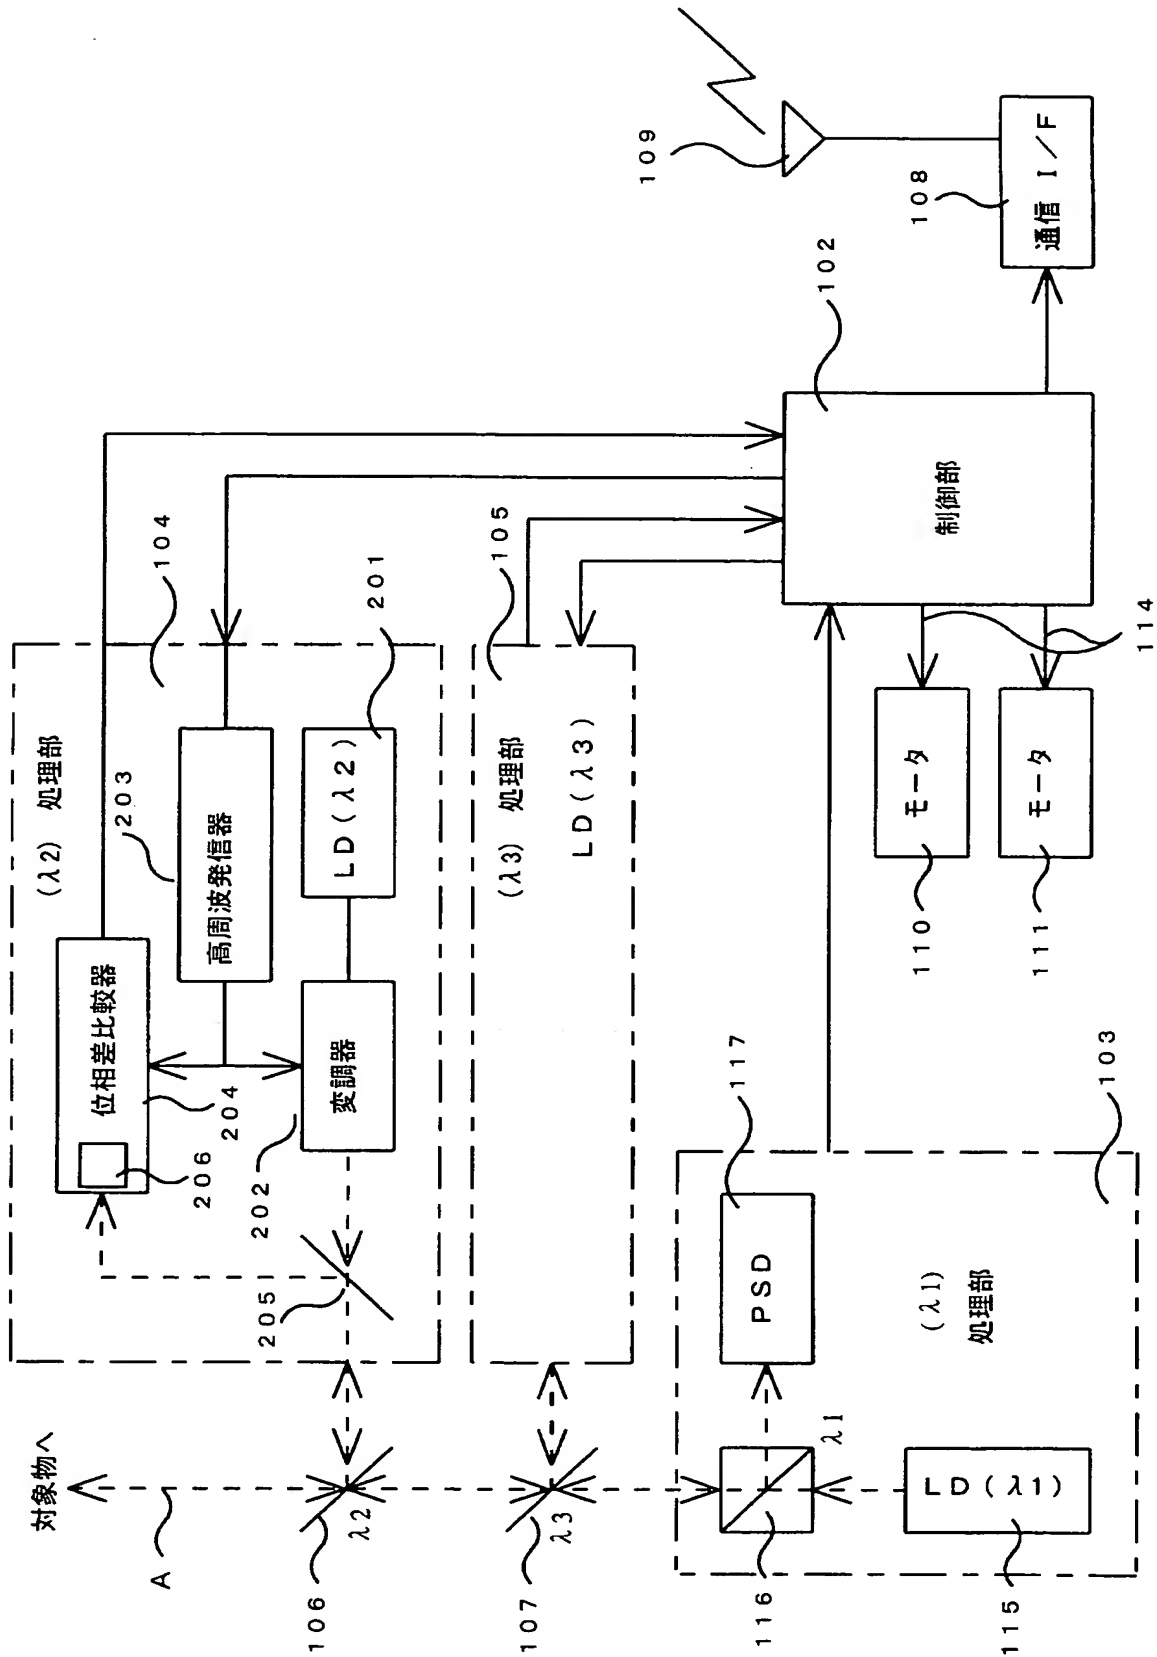 対象物へ
A
106
λ2
107
λ3
116
λ1
115
LD(λ1)
PSD
117
(λ1)
処理部
103
(λ2) 処理部
104
位相差比較器
204
206
203
高周波発信器
202
変調器
205
LD(λ2)
201
(λ3) 処理部
105
LD(λ3)
制御部
102
モータ
110
モータ
111
114
通信 I/F
108
109